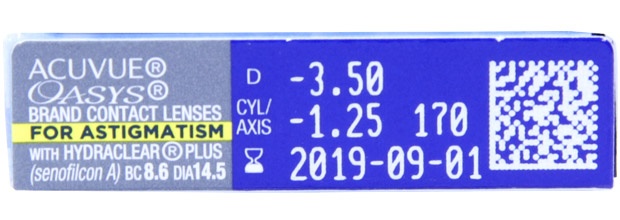 ACUVUE®
OASYS®
BRAND CONTACT LENSES
FOR ASTIGMATISM
WITH HYDRACLEAR® PLUS
(senofilcon A) BC 8.6 DIA 14.5
D -3.50
CYL/
AXIS -1.25 170
2019-09-01